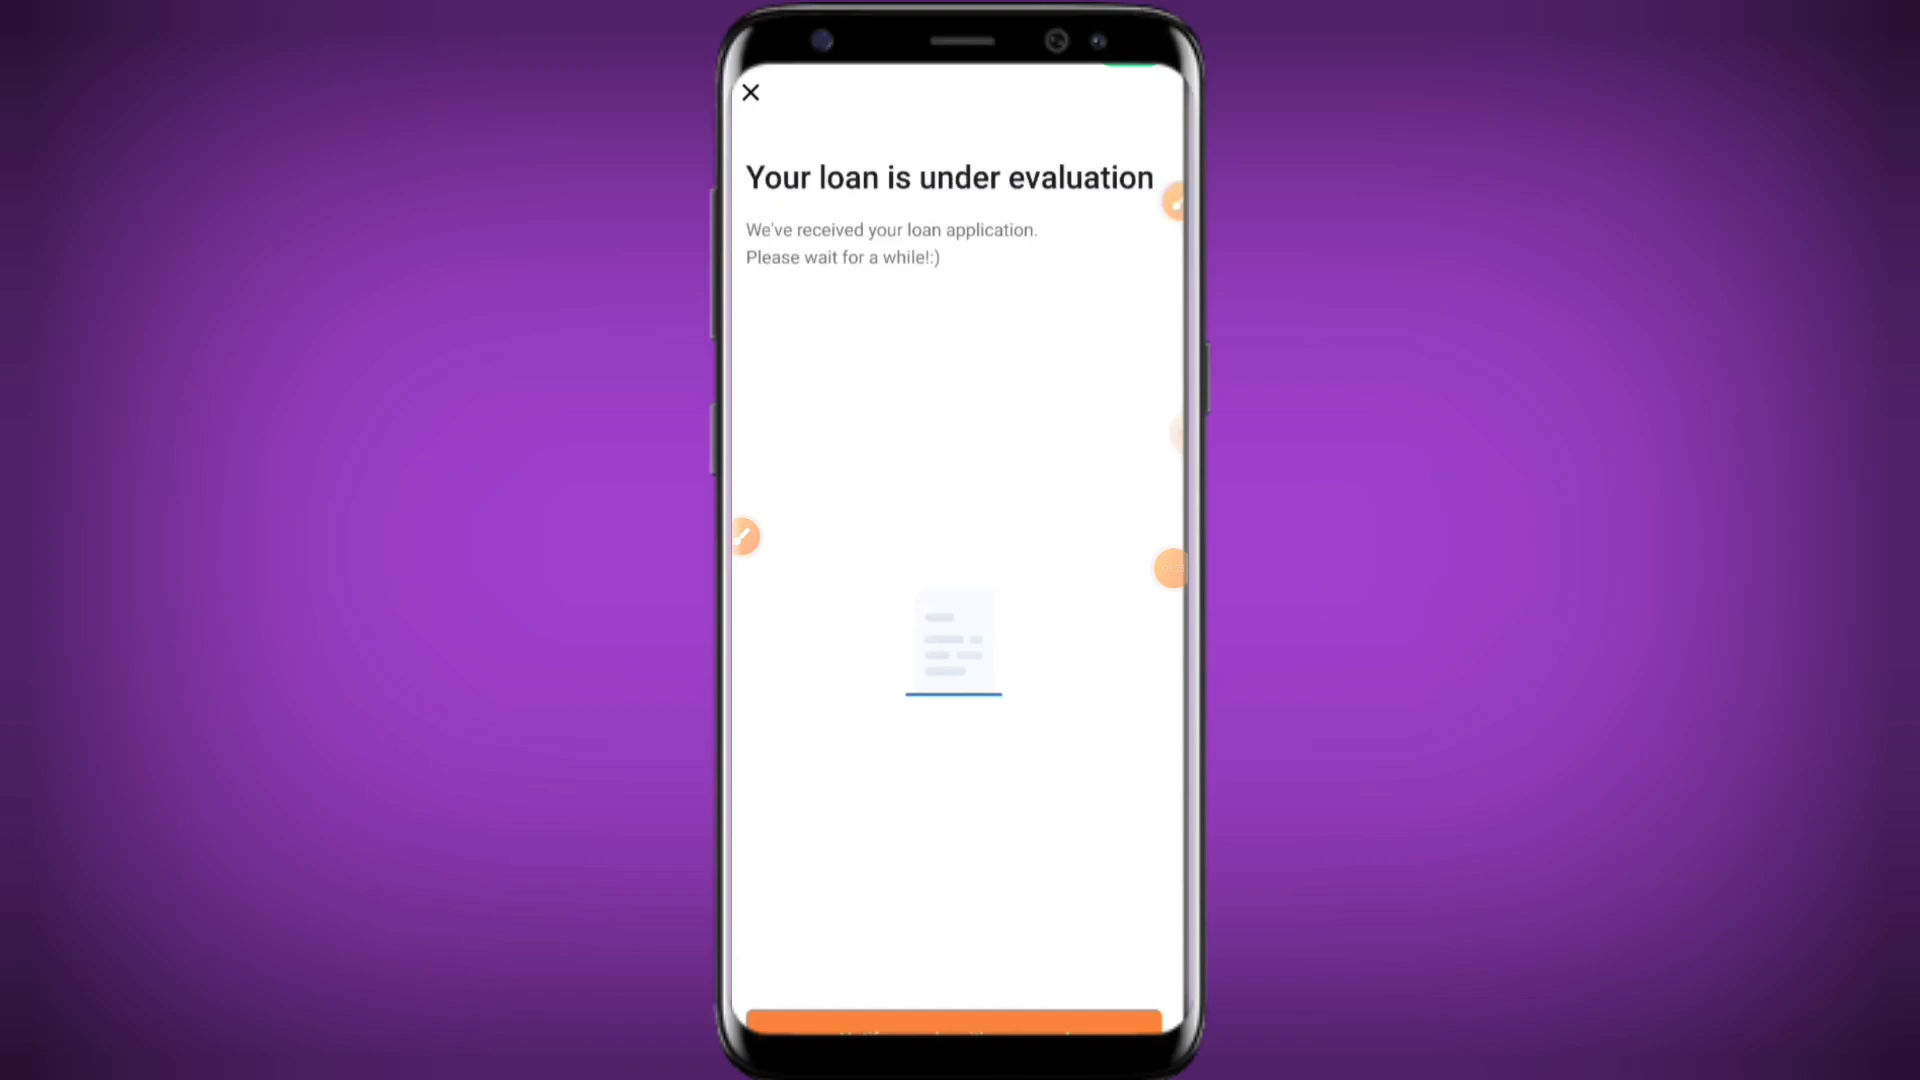 Your loan is under evaluation
We've received your loan application.
Please wait for a while!:)